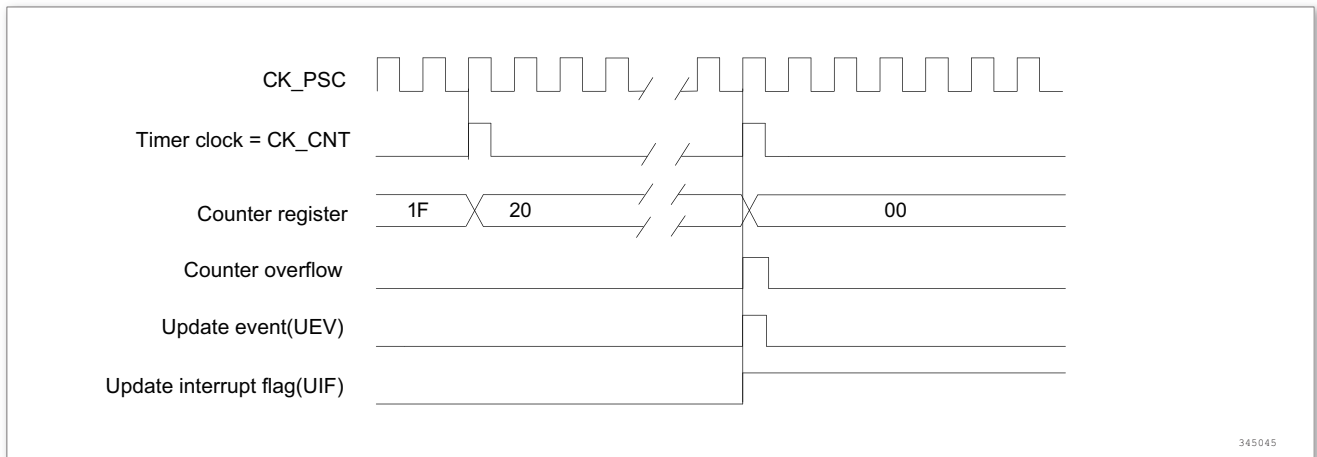 CK_PSC
Timer clock = CK_CNT
Counter register 1F 20 00
Counter overflow
Update event(UEV)
Update interrupt flag(UIF)
345045